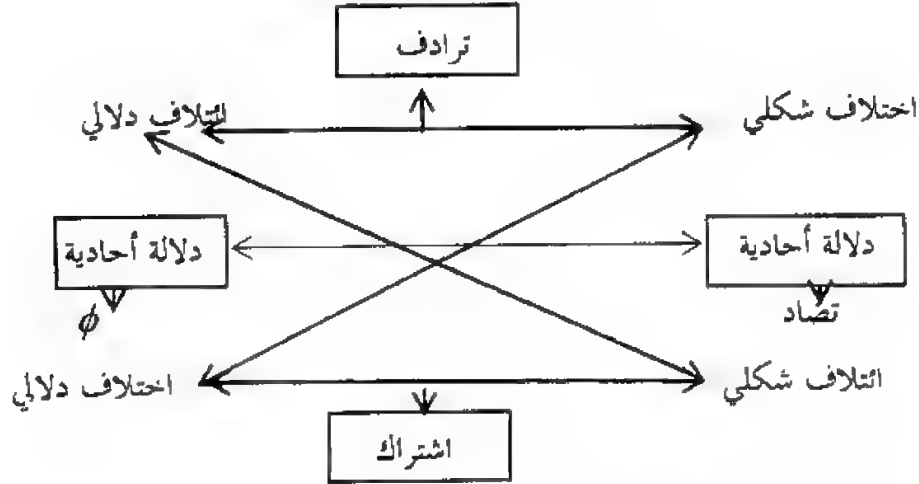 ترادف
اختلاف شكلي
ائتلاف دلالي
دلالة أحادية
دلالة أحادية
تضاد
ϕ
ائتلاف شكلي
اختلاف دلالي
اشتراك